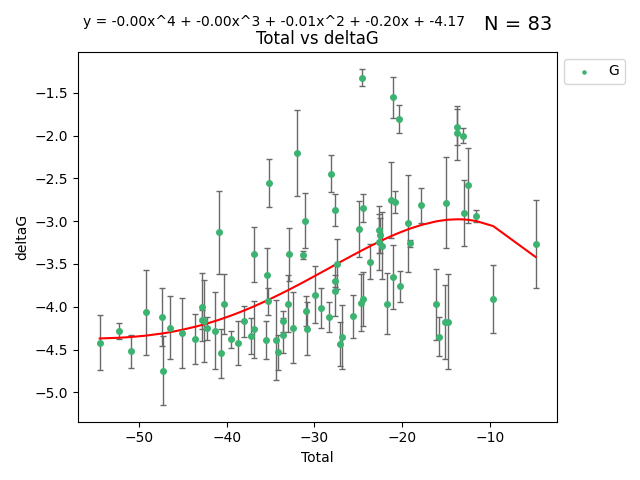 y = -0.00x^4 + -0.00x^3 + -0.01x^2 + -0.20x + -4.17 N = 83
Total vs deltaG
G
−1.5
−2.0
−2.5
−3.0
−3.5
−4.0
−4.5
−5.0
deltaG
−50 −40 −30 −20 −10
Total